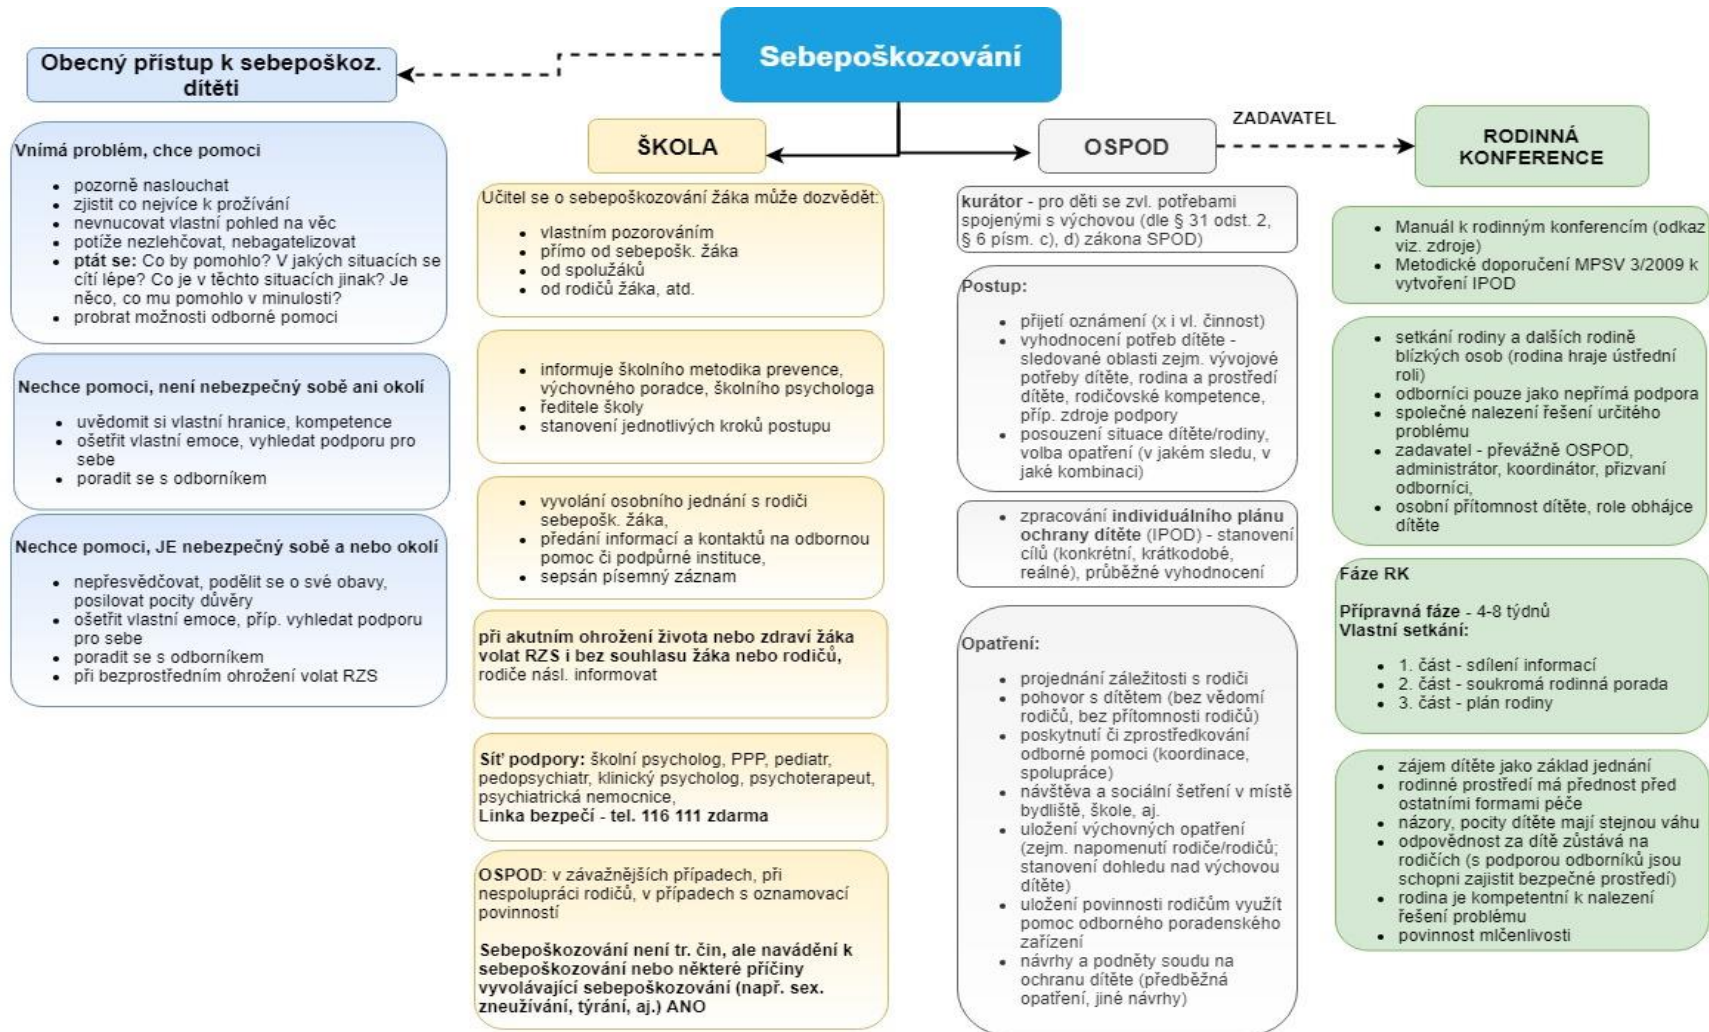 Sebepoškozování
Obecný přístup k sebepoškoz.
dítěti
Vnímá problém, chce pomoci
• pozorně naslouchat
• zjistit co nejvíce k prožívání
• nevnucovat vlastní pohled na věc
• potíže nezlehčovat, nebagatelizovat
• ptát se: Co by pomohlo? V jakých situacích se
cítí lépe? Co je v těchto situacích jinak? Je
něco, co mu pomohlo v minulosti?
• probrat možnosti odborné pomoci
Nechce pomoci, není nebezpečný sobě ani okolí
• uvědomit si vlastní hranice, kompetence
• ošetřit vlastní emoce, vyhledat podporu pro
sebe
• poradit se s odborníkem
Nechce pomoci, JE nebezpečný sobě a nebo okolí
• nepřesvědčovat, podělit se o své obavy,
posilovat pocity důvěry
• ošetřit vlastní emoce, příp. vyhledat podporu
pro sebe
• poradit se s odborníkem
• při bezprostředním ohrožení volat RZS
ŠKOLA
Učitel se o sebepoškozování žáka může dozvědět:
• vlastním pozorováním
• přímo od sebepošk. žáka
• od spolužáků
• od rodičů žáka, atd.
• informuje školního metodika prevence,
výchovného poradce, školního psychologa
• ředitele školy
• stanovení jednotlivých kroků postupu
• vyvolání osobního jednání s rodiči
sebepošk. žáka,
• předání informací a kontaktů na odbornou
pomoc či podpůrné instituce,
• sepsán písemný záznam
při akutním ohrožení života nebo zdraví žáka
volat RZS i bez souhlasu žáka nebo rodičů,
rodiče násl. informovat
Síť podpory: školní psycholog, PPP, pediatr,
pedopsychiatr, klinický psycholog, psychoterapeut,
psychiatrická nemocnice,
Linka bezpečí - tel. 116 111 zdarma
OSPOD: v závažnějších případech, při
nespolupráci rodičů, v případech s oznamovací
povinností
Sebepoškozování není tr. čin, ale navádění k
sebepoškozování nebo některé příčiny
vyvolávající sebepoškozování (např. sex.
zneužívání, týrání, aj.) ANO
OSPOD
kurátor - pro děti se zvl. potřebami
spojenými s výchovou (dle § 31 odst. 2,
§ 6 písm. c), d) zákona SPOD)
Postup:
• přijetí oznámení (x i vl. činnost)
• vyhodnocení potřeb dítěte -
sledované oblasti zejm. vývojové
potřeby dítěte, rodina a prostředí
dítěte, rodičovské kompetence,
příp. zdroje podpory
• posouzení situace dítěte/rodiny,
volba opatření (v jakém sledu, v
jaké kombinaci)
• zpracování individuálního plánu
ochrany dítěte (IPOD) - stanovení
cílů (konkrétní, krátkodobé,
reálné), průběžné vyhodnocení
Opatření:
• projednání záležitosti s rodiči
• pohovor s dítětem (bez vědomí
rodičů, bez přítomnosti rodičů)
• poskytnutí či zprostředkování
odborné pomoci (koordinace,
spolupráce)
• návštěva a sociální šetření v místě
bydliště, škole, aj.
• uložení výchovných opatření
(zejm. napomenutí rodiče/rodičů;
stanovení dohledu nad výchovou
dítěte)
• uložení povinnosti rodičům využít
pomoc odborného poradenského
zařízení
• návrhy a podněty soudu na
ochranu dítěte (předběžná
opatření, jiné návrhy)
ZADAVATEL
RODINNÁ
KONFERENCE
• Manuál k rodinným konferencím (odkaz
viz. zdroje)
• Metodické doporučení MPSV 3/2009 k
vytvoření IPOD
• setkání rodiny a dalších rodině
blízkých osob (rodina hraje ústřední
roli)
• odborníci pouze jako nepřímá podpora
• společné nalezení řešení určitého
problému
• zadavatel - převážně OSPOD,
administrátor, koordinátor, přizvaní
odborníci,
• osobní přítomnost dítěte, role obhájce
dítěte
Fáze RK
Přípravná fáze - 4-8 týdnů
Vlastní setkání:
• 1. část - sdílení informací
• 2. část - soukromá rodinná porada
• 3. část - plán rodiny
• zájem dítěte jako základ jednání
• rodinné prostředí má přednost před
ostatními formami péče
• názory, pocity dítěte mají stejnou váhu
• odpovědnost za dítě zůstává na
rodičích (s podporou odborníků jsou
schopni zajistit bezpečné prostředí)
• rodina je kompetentní k nalezení
řešení problému
• povinnost mlčenlivosti